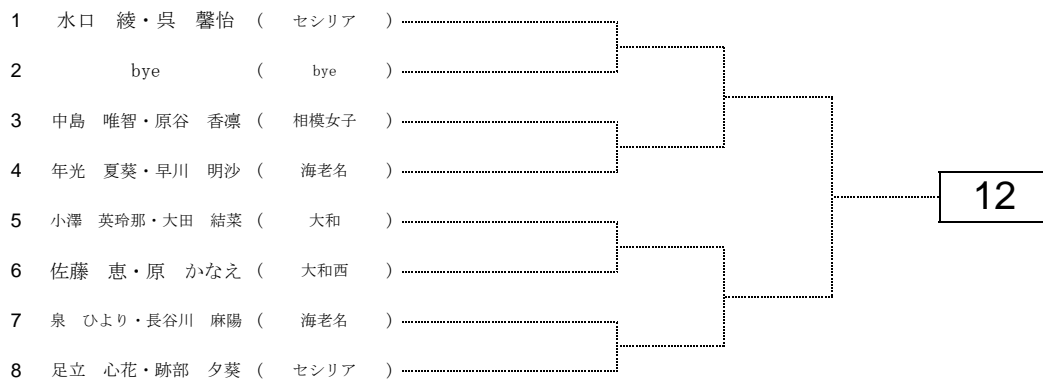 1 水口 綾・呉 馨怡 ( セシリア )
2 bye ( bye )
3 中島 唯智・原谷 香凛 ( 相模女子 )
4 年光 夏葵・早川 明沙 ( 海老名 )
5 小澤 英玲那・大田 結菜 ( 大和 )
12
6 佐藤 恵・原 かなえ ( 大和西 )
7 泉 ひより・長谷川 麻陽 ( 海老名 )
8 足立 心花・跡部 夕葵 ( セシリア )